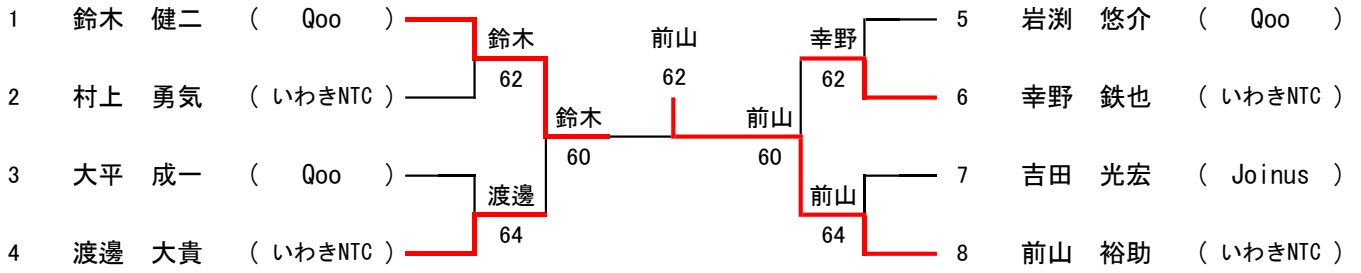 1 鈴木 健二 ( Qoo )
5 岩渕 悠介 ( Qoo )
鈴木
前山
幸野
62
62
62
2 村上 勇気 ( いわきNTC )
6 幸野 鉄也 ( いわきNTC )
鈴木
前山
60
60
3 大平 成一 ( Qoo )
7 吉田 光宏 ( Joinus )
渡邊
前山
64
64
4 渡邊 大貴 ( いわきNTC )
8 前山 裕助 ( いわきNTC )